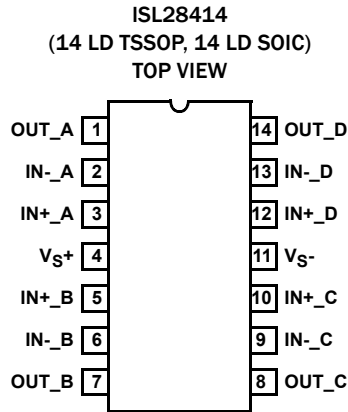 ISL28414
(14 LD TSSOP, 14 LD SOIC)
TOP VIEW
OUT_A 1 14 OUT_D
IN-_A 2 13 IN-_D
IN+_A 3 12 IN+_D
VS+ 4 11 VS-
IN+_B 5 10 IN+_C
IN-_B 6 9 IN-_C
OUT_B 7 8 OUT_C